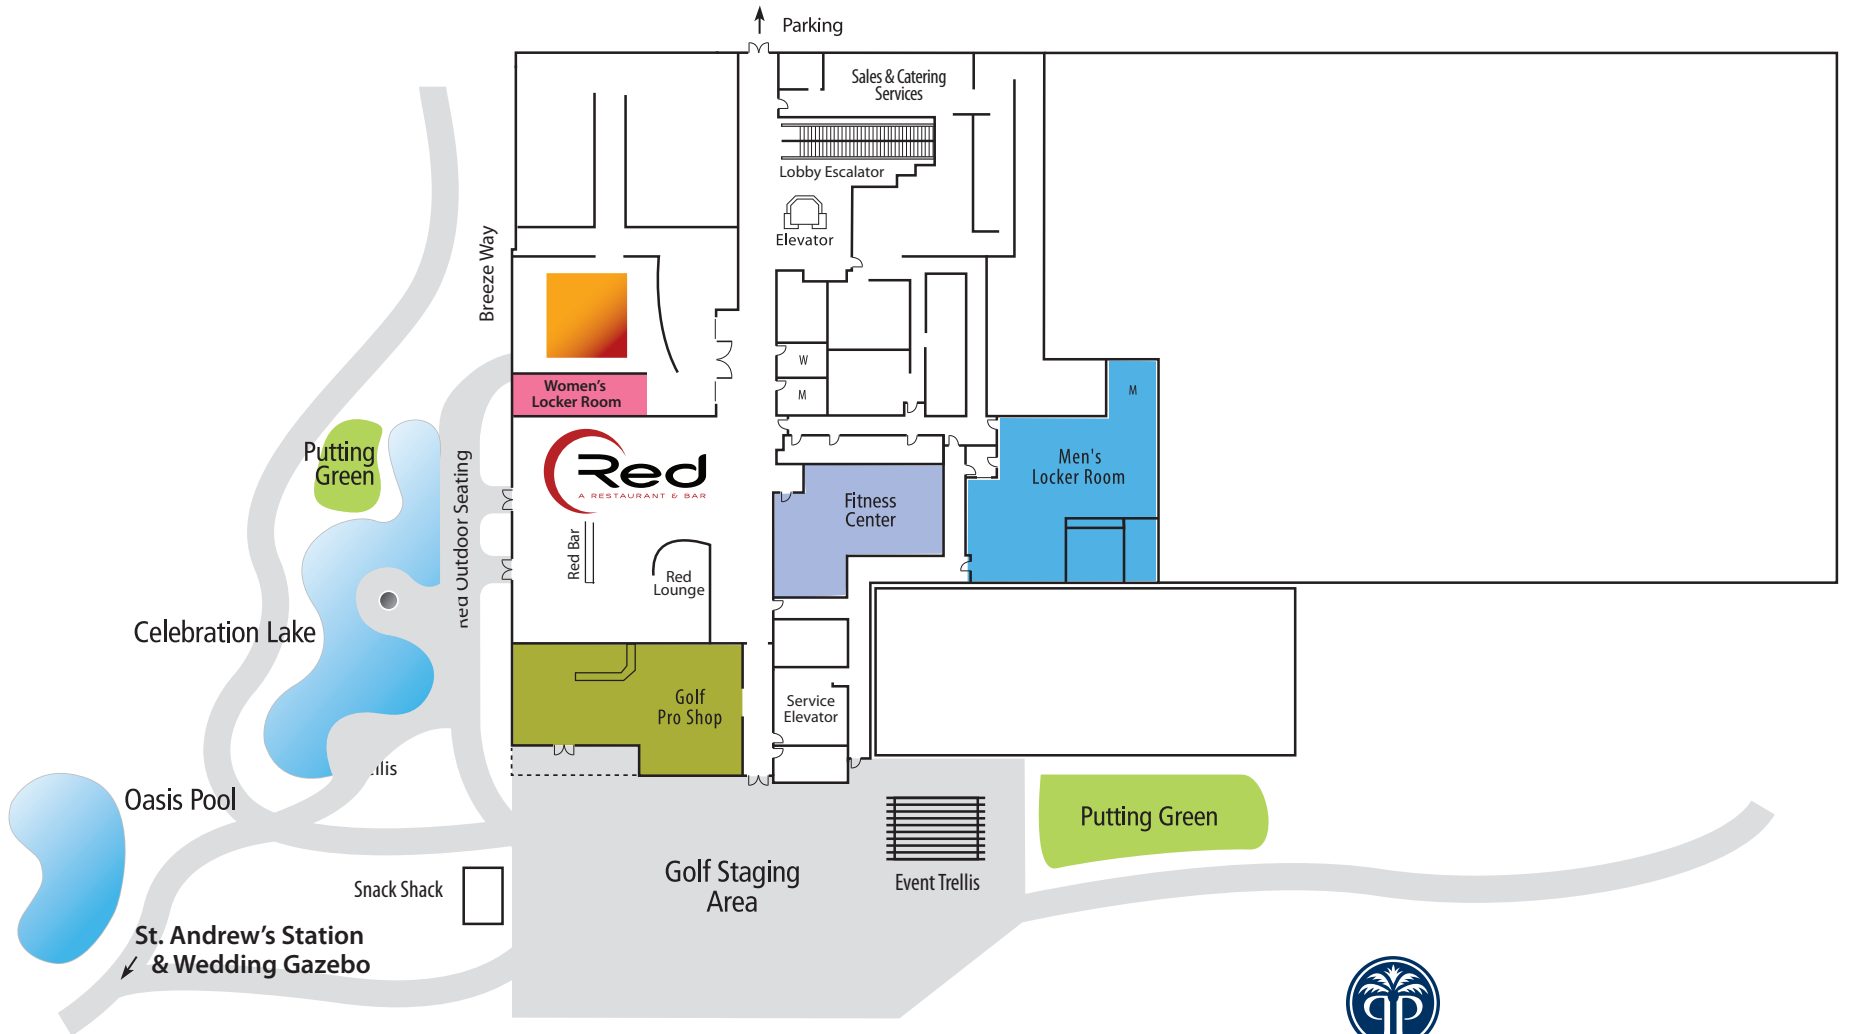 Parking
Sales & Catering
Services
Lobby Escalator
Elevator
Breeze Way
W
M
M
Women's
Locker Room
Putting
Green
Red Outdoor Seating
Red
A RESTAURANT & BAR
Red Bar
Red
Lounge
Fitness
Center
Men's
Locker Room
Celebration Lake
Golf
Pro Shop
Service
Elevator
Oasis Pool
Putting Green
Golf Staging
Area
Event Trellis
Snack Shack
St. Andrew's Station
& Wedding Gazebo